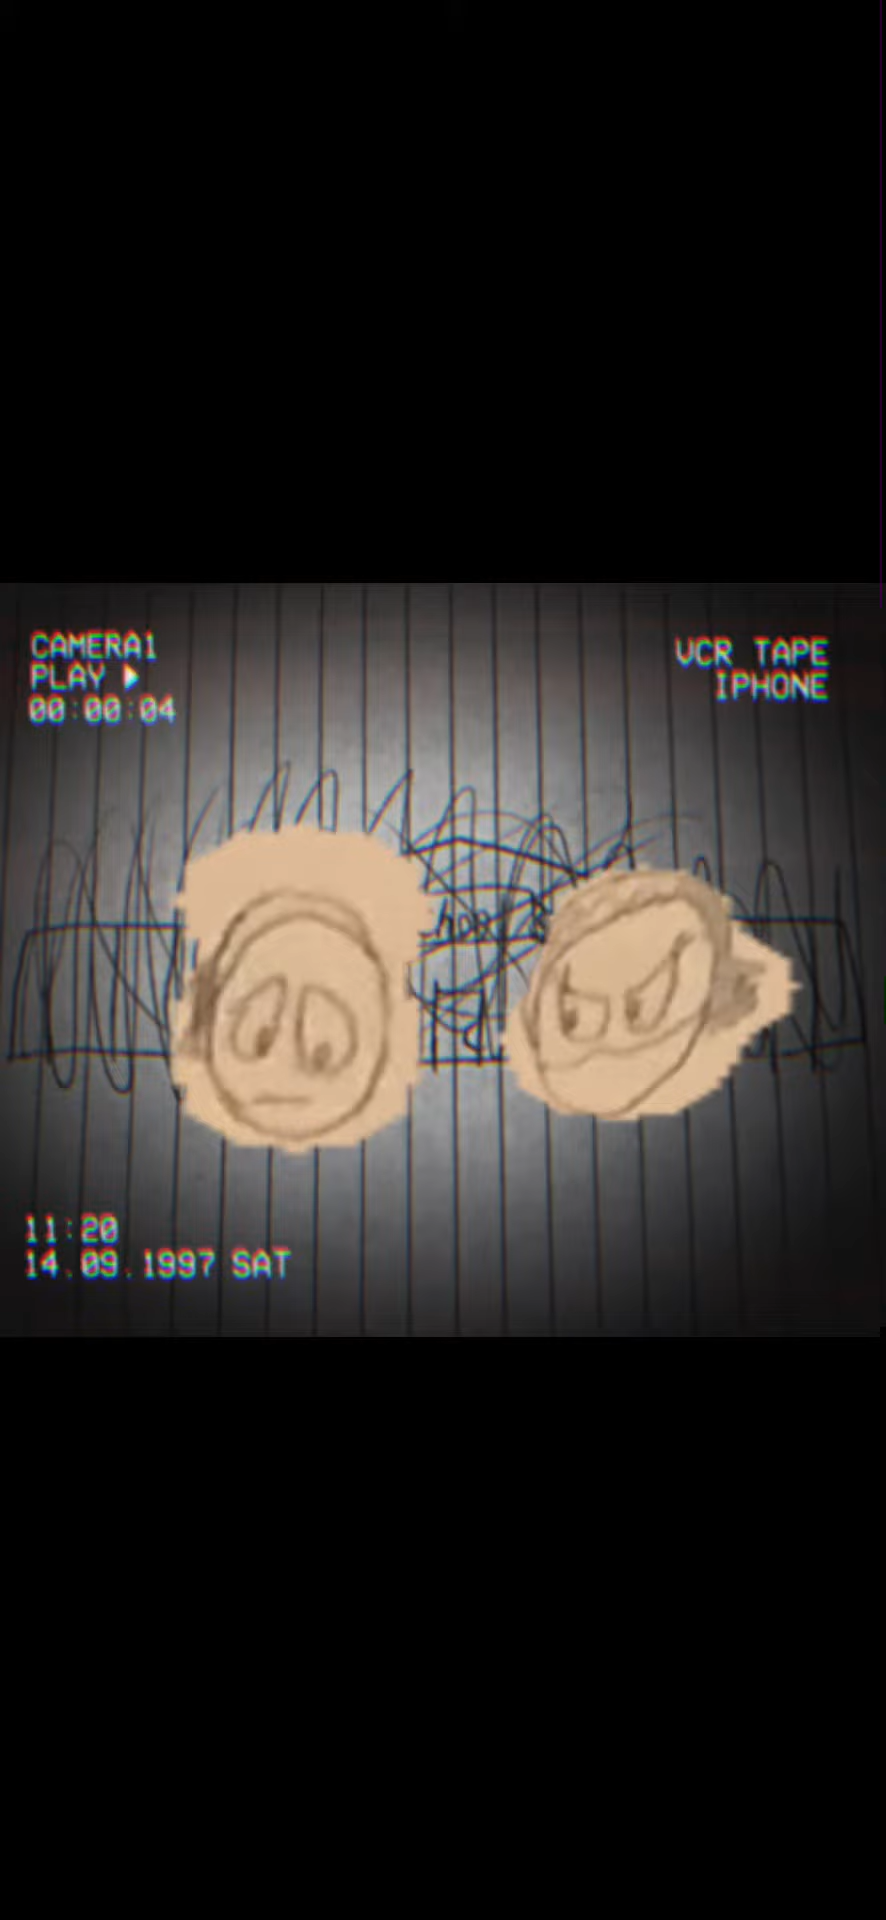 CAMERA1
PLAY
00:00:04
VCR TAPE
IPHONE
11:20
14.09.1997 SAT